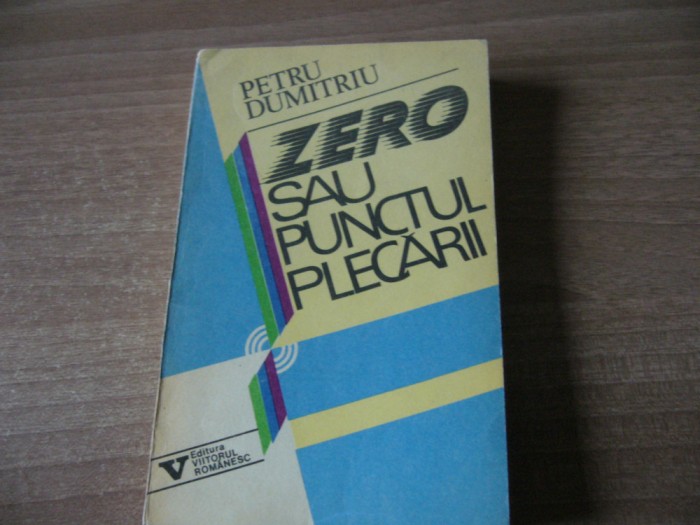 PETRU
DUMITRIU
ZERO
SAU
PUNCTUL
PLECĂRII
V Editura
VIITORUL
ROMÂNESC